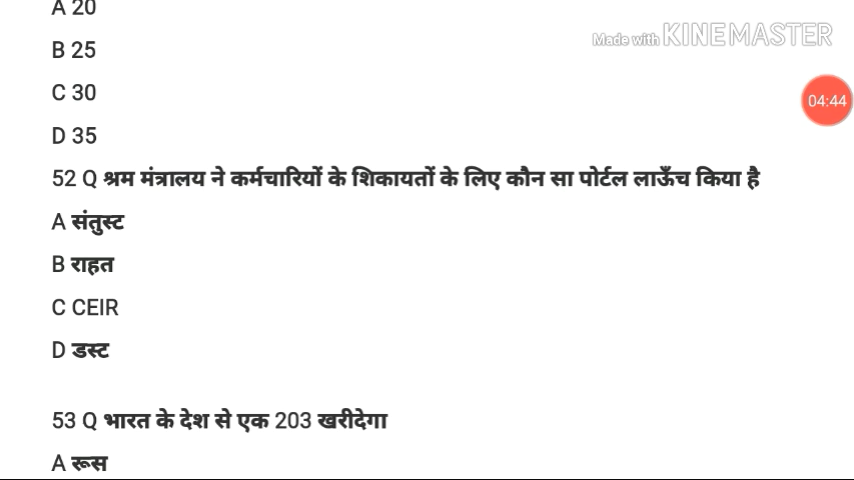 A 20
Made with KINEMASTER
B 25
C 30
04:44
D 35
52 Q श्रम मंत्रालय ने कर्मचारियों के शिकायतों के लिए कौन सा पोर्टल लाऊँच किया है
A संतुस्ट
B राहत
C CEIR
D डस्ट
53 Q भारत के देश से एक 203 खरीदेगा
A रूस